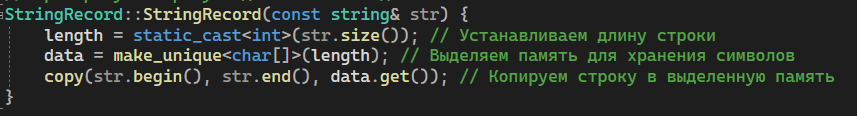 StringRecord::StringRecord(const string& str) {
    length = static_cast<int>(str.size()); // Устанавливаем длину строки
    data = make_unique<char[]>(length); // Выделяем память для хранения символов
    copy(str.begin(), str.end(), data.get()); // Копируем строку в выделенную память
}